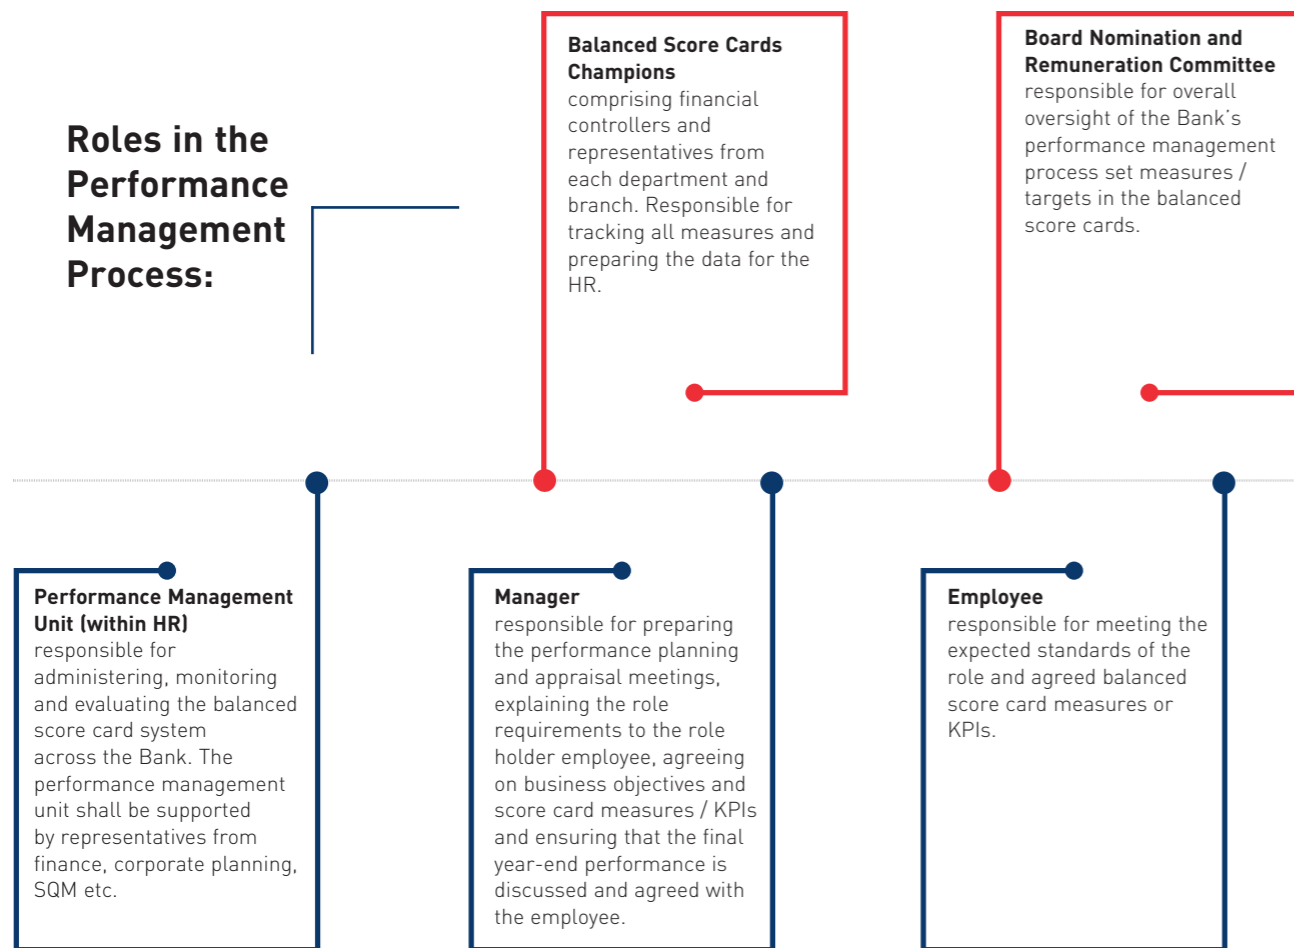 Roles in the
Performance
Management
Process:
Balanced Score Cards
Champions
comprising financial
controllers and
representatives from
each department and
branch. Responsible for
tracking all measures and
preparing the data for the
HR.
Board Nomination and
Remuneration Committee
responsible for overall
oversight of the Bank's
performance management
process set measures /
targets in the balanced
score cards.
Performance Management
Unit (within HR)
responsible for
administering, monitoring
and evaluating the balanced
score card system
across the Bank. The
performance management
unit shall be supported
by representatives from
finance, corporate planning,
SQM etc.
Manager
responsible for preparing
the performance planning
and appraisal meetings,
explaining the role
requirements to the role
holder employee, agreeing
on business objectives and
score card measures / KPIs
and ensuring that the final
year-end performance is
discussed and agreed with
the employee.
Employee
responsible for meeting the
expected standards of the
role and agreed balanced
score card measures or
KPIs.